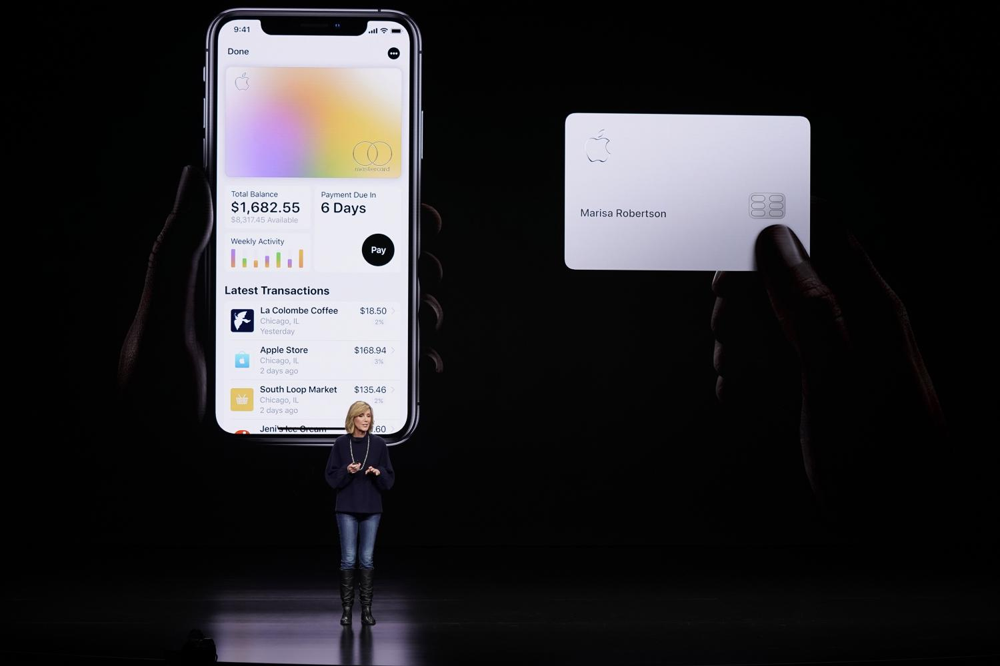 9:41
Done
mastercard
Total Balance
$1,682.55
$8,317.45 Available
Payment Due In
6 Days
Weekly Activity
Pay
Latest Transactions
La Colombe Coffee $18.50
Chicago, IL 2%
Yesterday
Apple Store $168.94
Chicago, IL 3%
2 days ago
South Loop Market $135.46
Chicago, IL 2%
2 days ago
Jeni's Ice Cream .60
Marisa Robertson